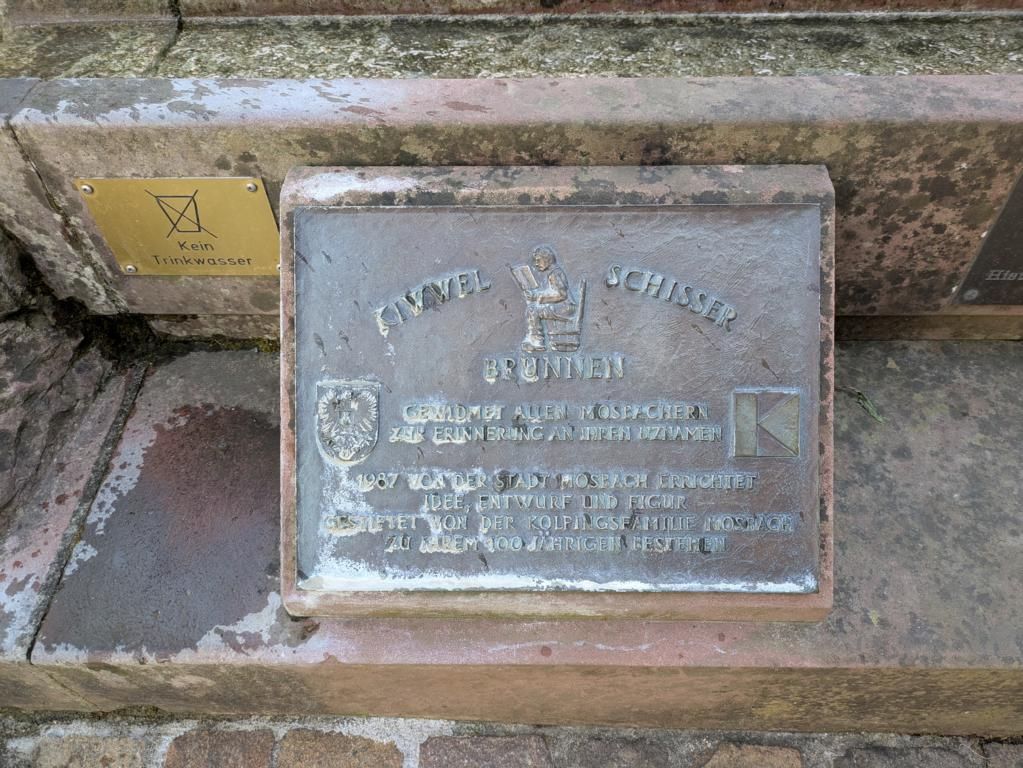 Kein
Trinkwasser
KIWWEL SCHISSER
BRUNNEN
GEWIDMET ALLEN MOSBACHERN
ZUR ERINNERUNG AN IHREN UZNAMEN
K
1987 VON DER STADT MOSBACH ERRICHTET
IDEE, ENTWURF UND FIGUR
GESTIFTET VON DER KOLPINGSFAMILIE MOSBACH
ZU IHREM 100 JÄHRIGEN BESTEHEN